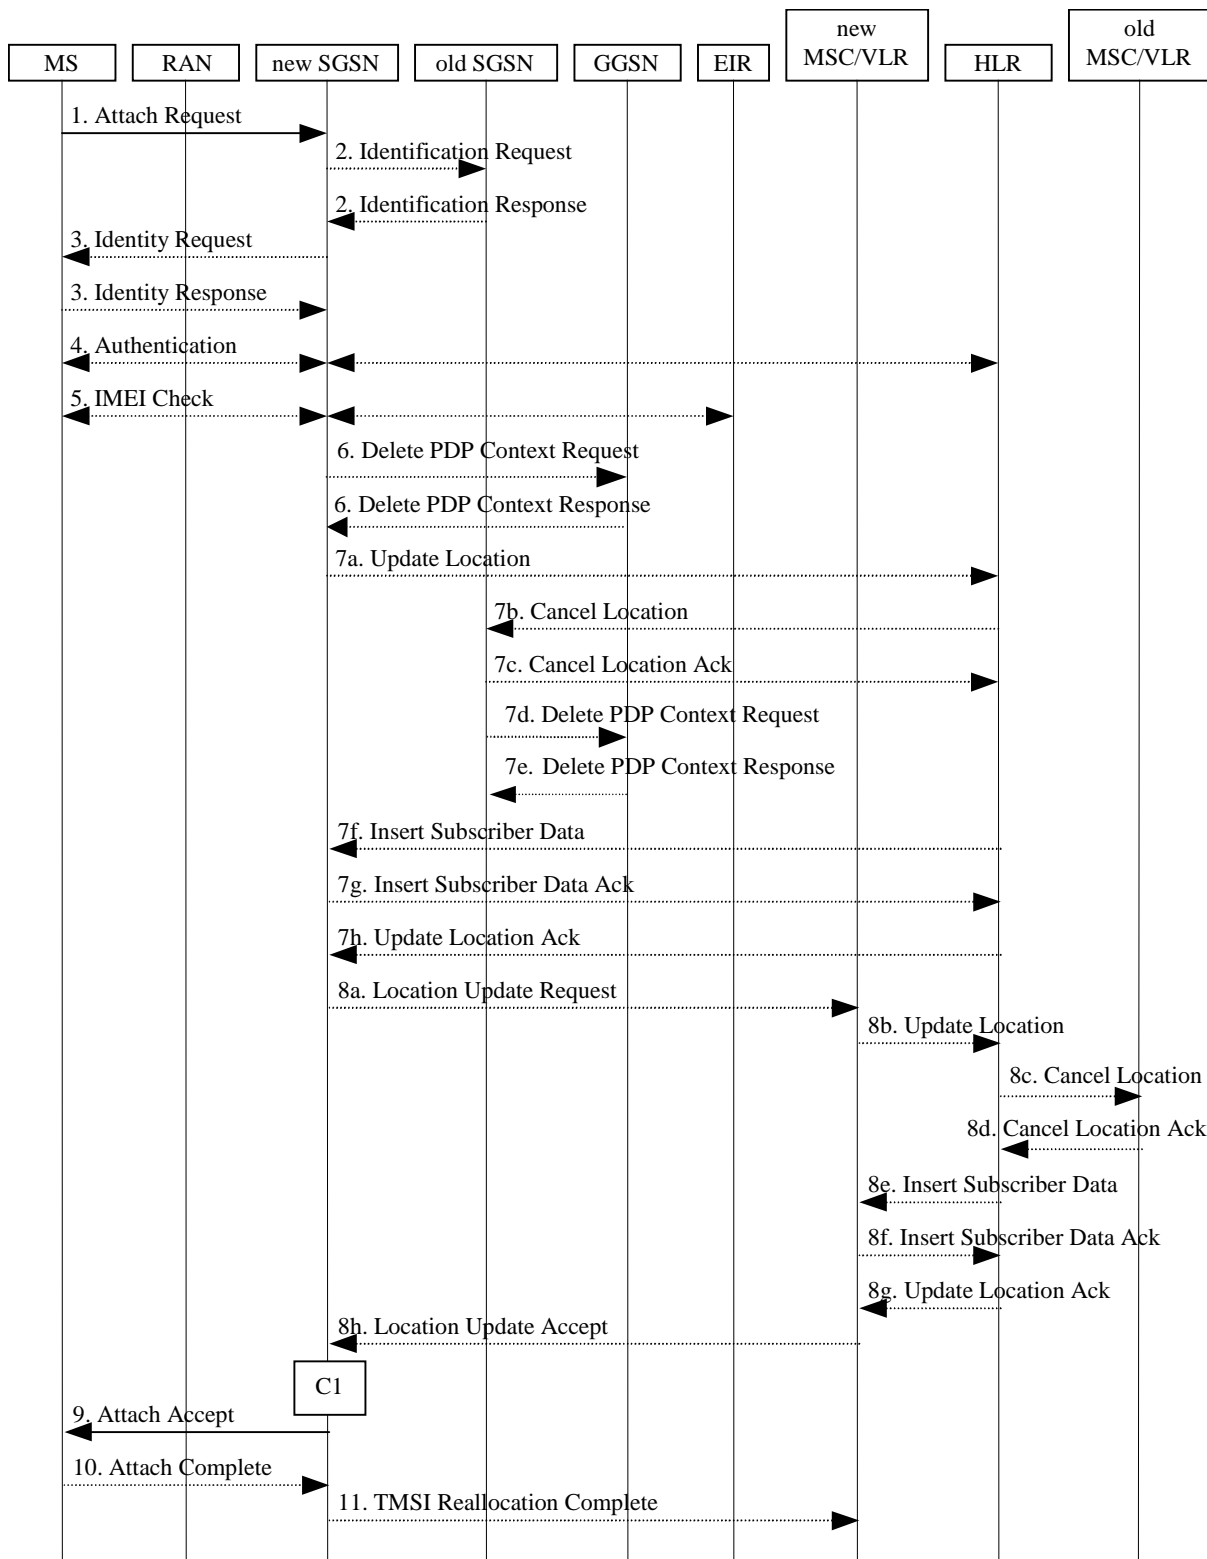 new
MSC/VLR
old
MSC/VLR
MS
RAN
new SGSN
old SGSN
GGSN
EIR
HLR
1. Attach Request
2. Identification Request
2. Identification Response
3. Identity Request
3. Identity Response
4. Authentication
5. IMEI Check
6. Delete PDP Context Request
6. Delete PDP Context Response
7a. Update Location
7b. Cancel Location
7c. Cancel Location Ack
7d. Delete PDP Context Request
7e. Delete PDP Context Response
7f. Insert Subscriber Data
7g. Insert Subscriber Data Ack
7h. Update Location Ack
8a. Location Update Request
8b. Update Location
8c. Cancel Location
8d. Cancel Location Ack
8e. Insert Subscriber Data
8f. Insert Subscriber Data Ack
8g. Update Location Ack
8h. Location Update Accept
C1
9. Attach Accept
10. Attach Complete
11. TMSI Reallocation Complete